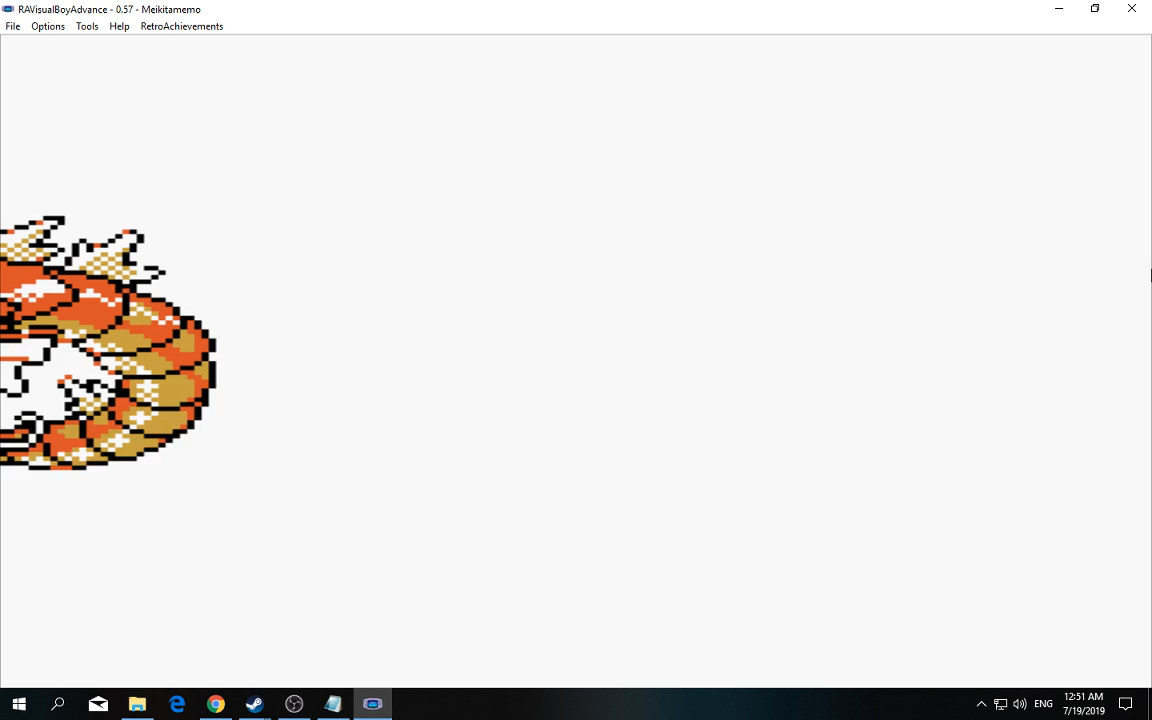 RAVisualBoyAdvance - 0.57 - Meikitamemo
File Options Tools Help RetroAchievements
ENG
12:51 AM
7/19/2019